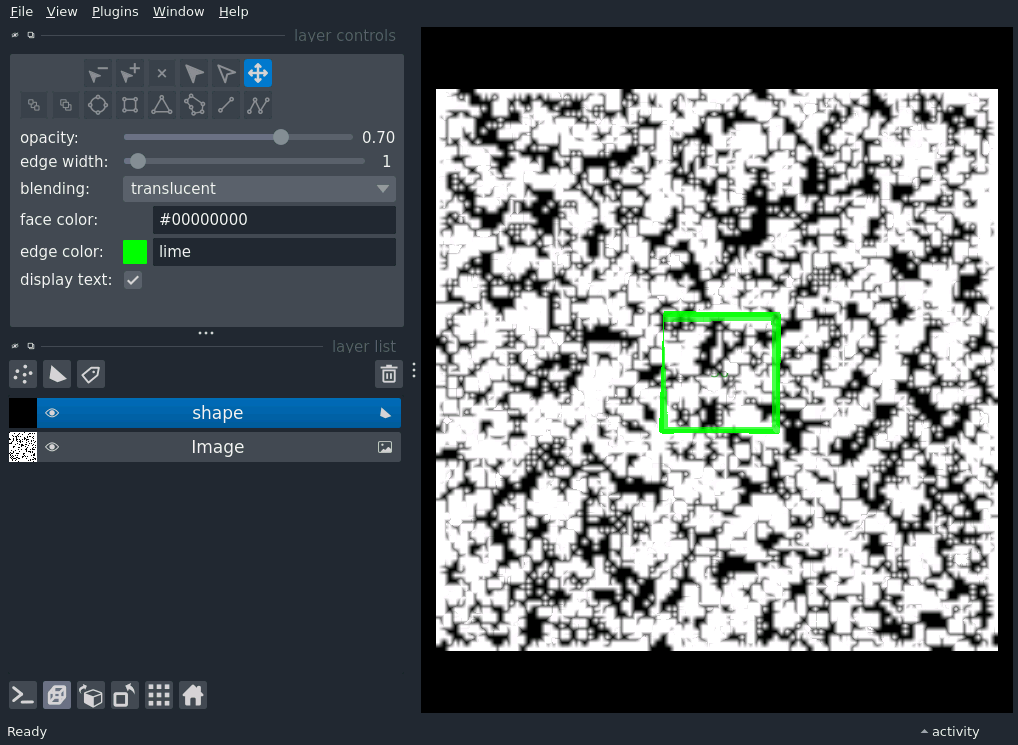 File View Plugins Window Help
layer controls
opacity: 0.70
edge width: 1
blending: translucent
face color: #00000000
edge color: lime
display text:
layer list
shape
Image
Ready
activity